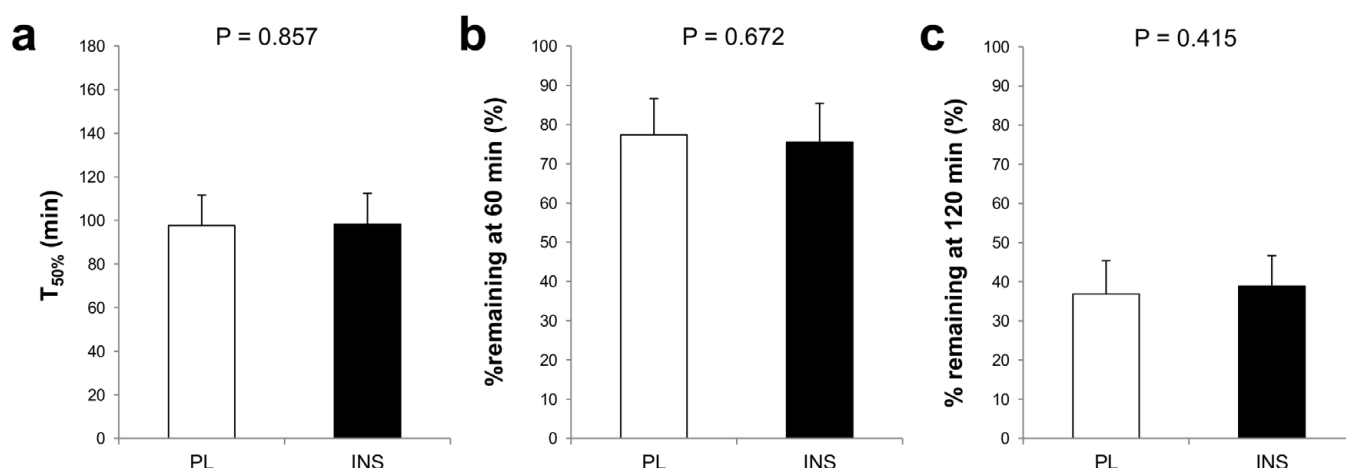 a
P = 0.857
T50% (min)
180
160
140
120
100
80
60
40
20
0
PL INS
b
P = 0.672
%remaining at 60 min (%)
100
90
80
70
60
50
40
30
20
10
0
PL INS
c
P = 0.415
% remaining at 120 min (%)
100
90
80
70
60
50
40
30
20
10
0
PL INS